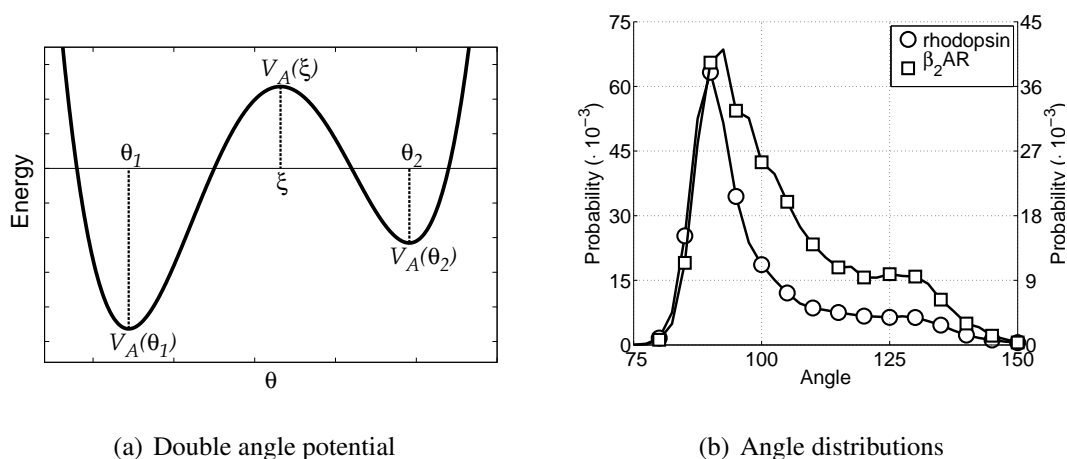 V_A(ξ)
θ_1
θ_2
ξ
V_A(θ_2)
V_A(θ_1)
Energy
θ
(a) Double angle potential
75
60
45
30
15
0
Probability (· 10⁻³)
45
36
27
18
9
0
Probability (· 10⁻³)
rhodopsin
β₂AR
75 100 125 150
Angle
(b) Angle distributions